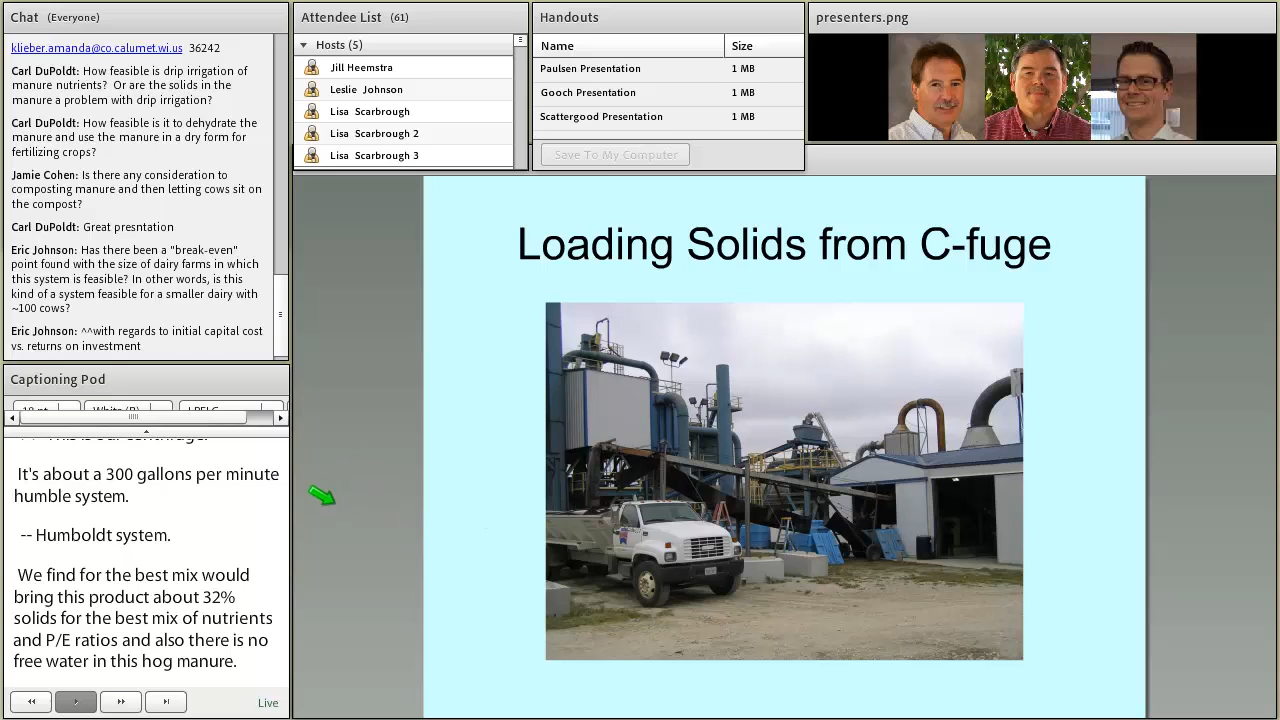 Chat (Everyone)
klieber.amanda@co.calumet.wi.us 36242
Carl DuPoldt: How feasible is drip irrigation of
manure nutrients? Or are the solids in the
manure a problem with drip irrigation?
Carl DuPoldt: How feasible is it to dehydrate the
manure and use the manure in a dry form for
fertilizing crops?
Jamie Cohen: Is there any consideration to
composting manure and then letting cows sit on
the compost?
Carl DuPoldt: Great presntation
Eric Johnson: Has there been a "break-even"
point found with the size of dairy farms in which
this system is feasible? In other words, is this
kind of a system feasible for a smaller dairy with
~100 cows?
Eric Johnson: ^^with regards to initial capital cost
vs. returns on investment
Captioning Pod
18 pt
White (B)
LPELC
>> This is our centrifuge.
It's about a 300 gallons per minute
humble system.
-- Humboldt system.
We find for the best mix would
bring this product about 32%
solids for the best mix of nutrients
and P/E ratios and also there is no
free water in this hog manure.
Live
Attendee List (61)
Hosts (5)
Jill Heemstra
Leslie Johnson
Lisa Scarbrough
Lisa Scarbrough 2
Lisa Scarbrough 3
Handouts
Name Size
Paulsen Presentation 1 MB
Gooch Presentation 1 MB
Scattergood Presentation 1 MB
Save To My Computer
presenters.png
Loading Solids from C-fuge